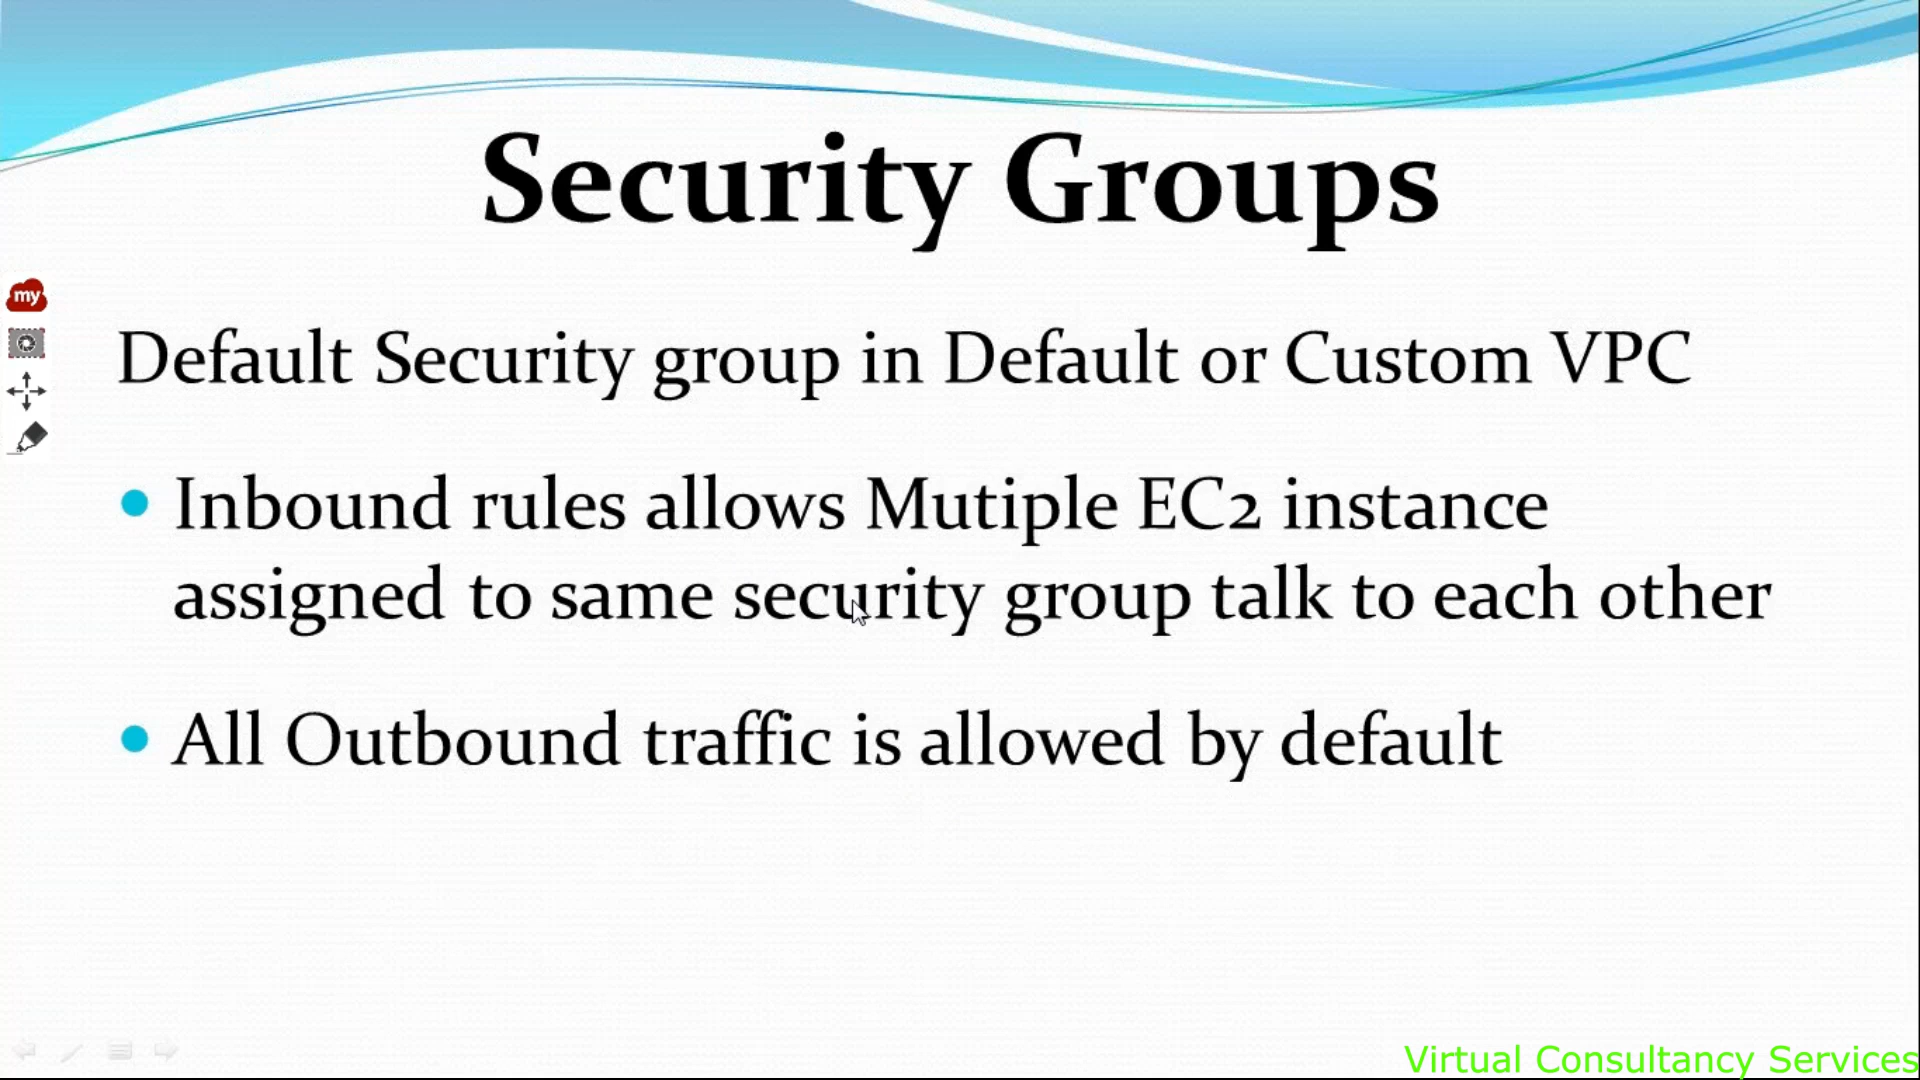 Security Groups
my
Default Security group in Default or Custom VPC
Inbound rules allows Mutiple EC2 instance
assigned to same security group talk to each other
All Outbound traffic is allowed by default
Virtual Consultancy Services